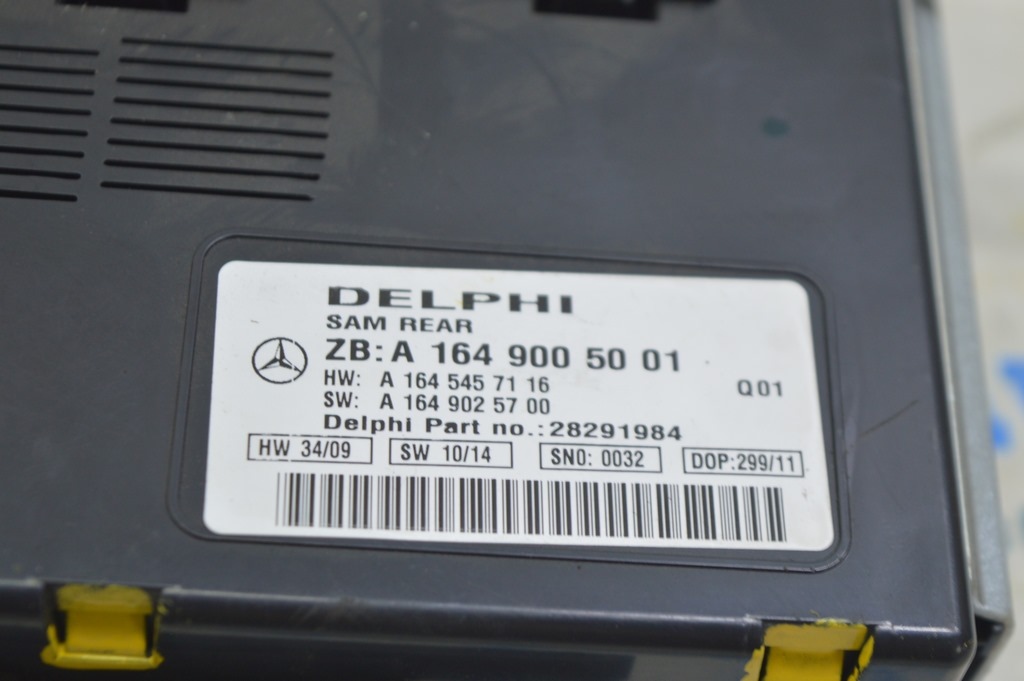 DELPHI
SAM REAR
ZB: A 164 900 50 01
HW: A 164 545 71 16
SW: A 164 902 57 00
Q01
Delphi Part no.:28291984
HW 34/09 SW 10/14 SNO: 0032 DOP:299/11